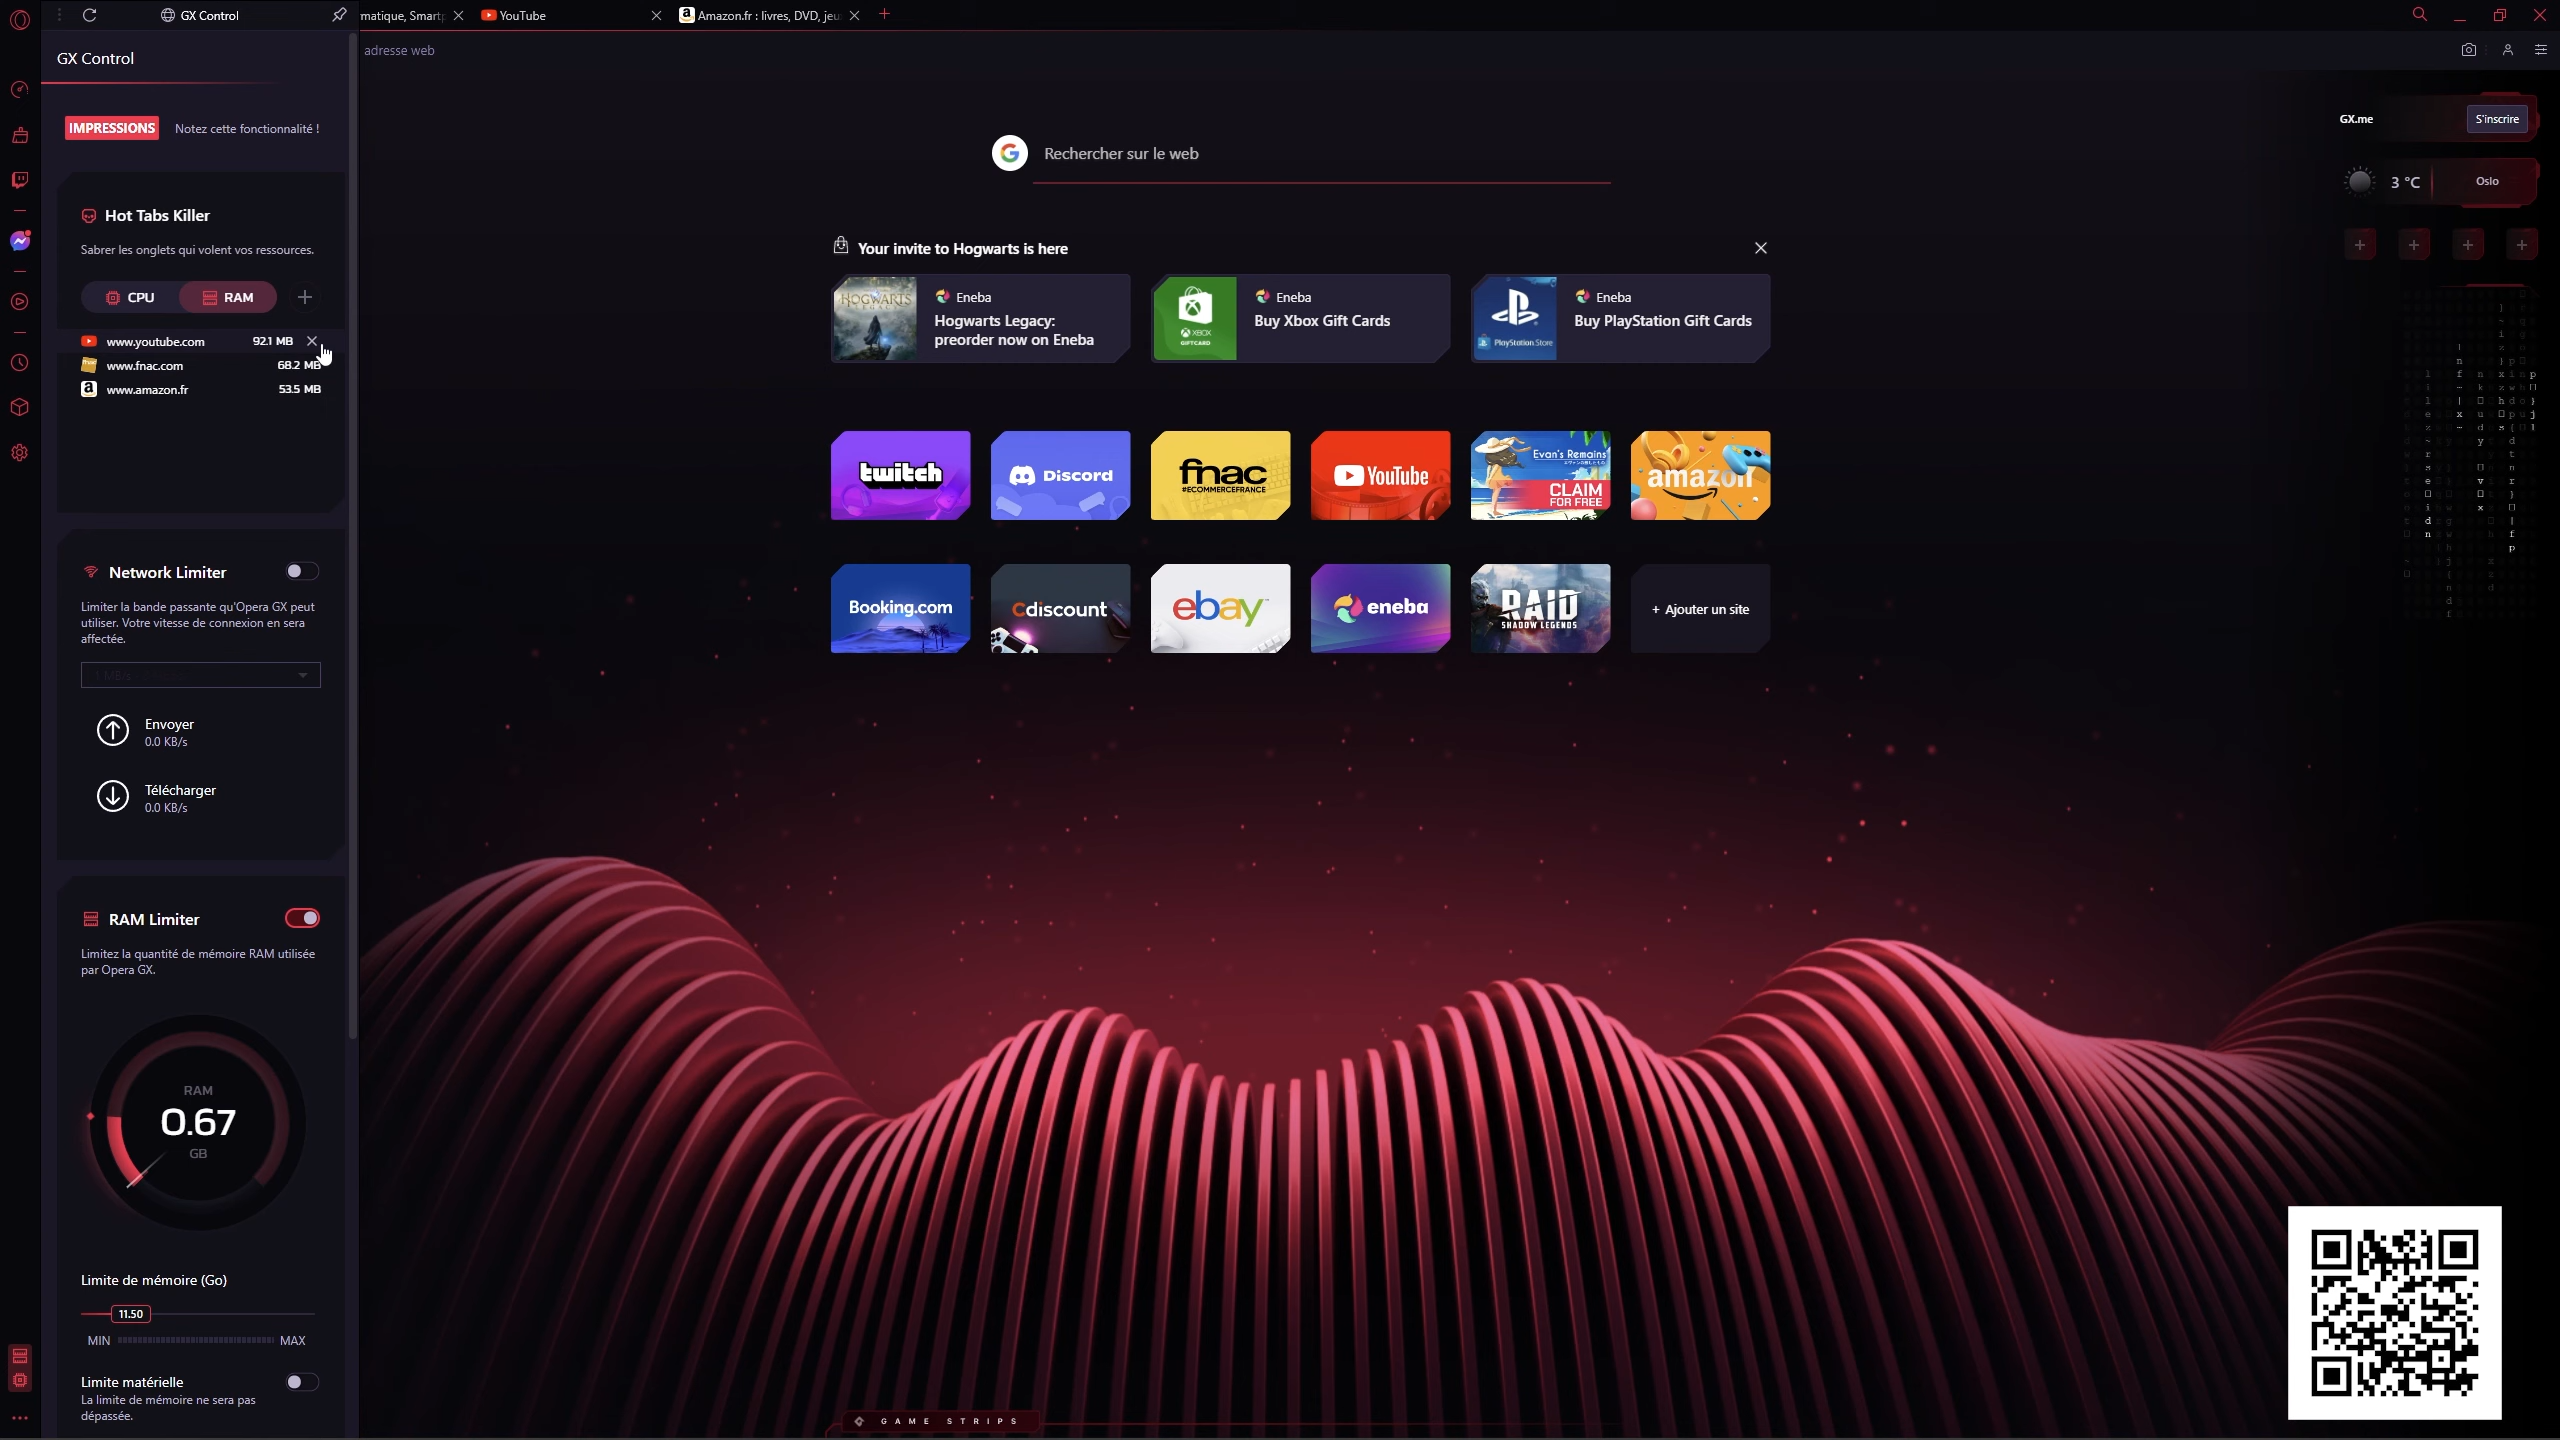 GX Control
YouTube
Amazon.fr : livres, DVD, jeu
GX Control
adresse web
IMPRESSIONS
Notez cette fonctionnalité !
Hot Tabs Killer
Sabrer les onglets qui volent vos ressources.
CPU
RAM
www.youtube.com
92.1 MB
www.fnac.com
68.2 MB
www.amazon.fr
53.5 MB
Network Limiter
Limiter la bande passante qu'Opera GX peut
utiliser. Votre vitesse de connexion en sera
affectée.
1 MB/s
Envoyer
0.0 KB/s
Télécharger
0.0 KB/s
RAM Limiter
Limitez la quantité de mémoire RAM utilisée
par Opera GX.
RAM
0.67
GB
Limite de mémoire (Go)
11.50
MIN
MAX
Limite matérielle
La limite de mémoire ne sera pas
dépassée.
Rechercher sur le web
Your invite to Hogwarts is here
HOGWARTS
Eneba
Hogwarts Legacy:
preorder now on Eneba
XBOX
GIFTCARD
Eneba
Buy Xbox Gift Cards
PlayStation.Store
Eneba
Buy PlayStation Gift Cards
twitch
Discord
fnac
#ECOMMERCEFRANCE
YouTube
Evan's Remains
CLAIM
FOR FREE
amazon
Booking.com
Cdiscount
ebay
eneba
RAID
SHADOW LEGENDS
+ Ajouter un site
GX.me
S'inscrire
3 °C
Oslo
GAME STRIPS